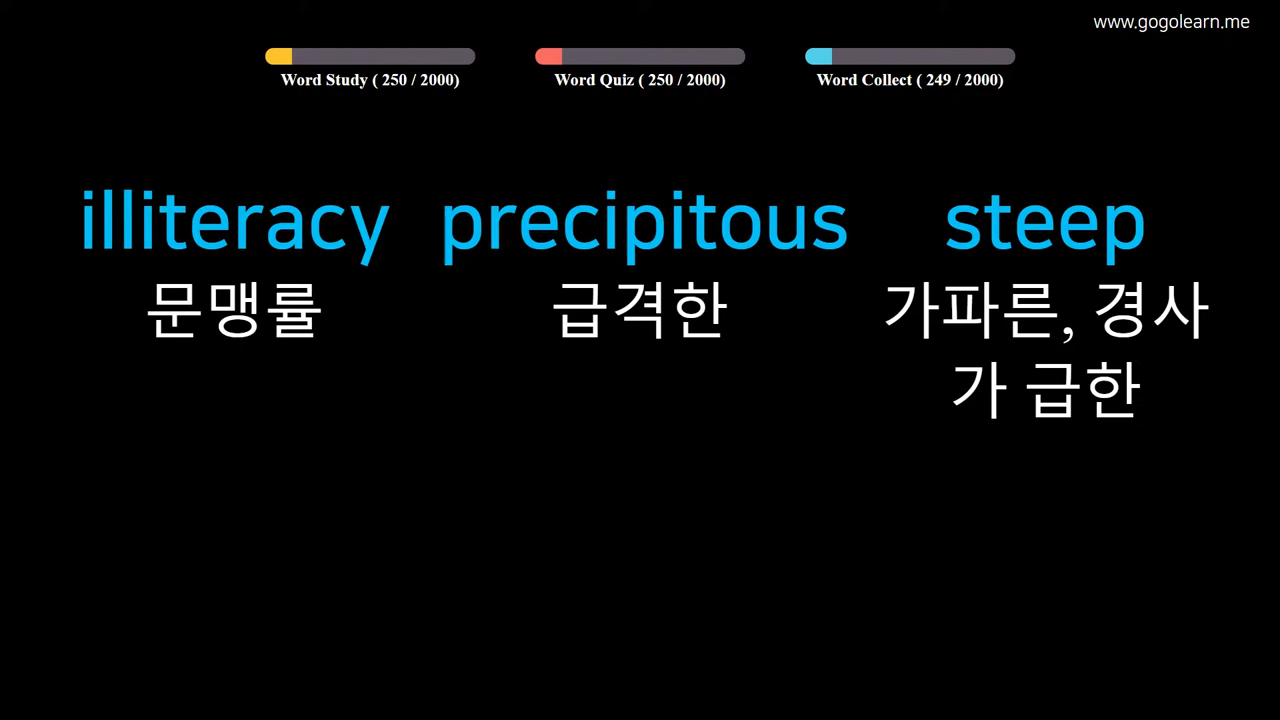 www.gogolearn.me
Word Study ( 250 / 2000)
Word Quiz ( 250 / 2000)
Word Collect ( 249 / 2000)
illiteracy
precipitous
steep
문맹률
급격한
가파른, 경사
가 급한